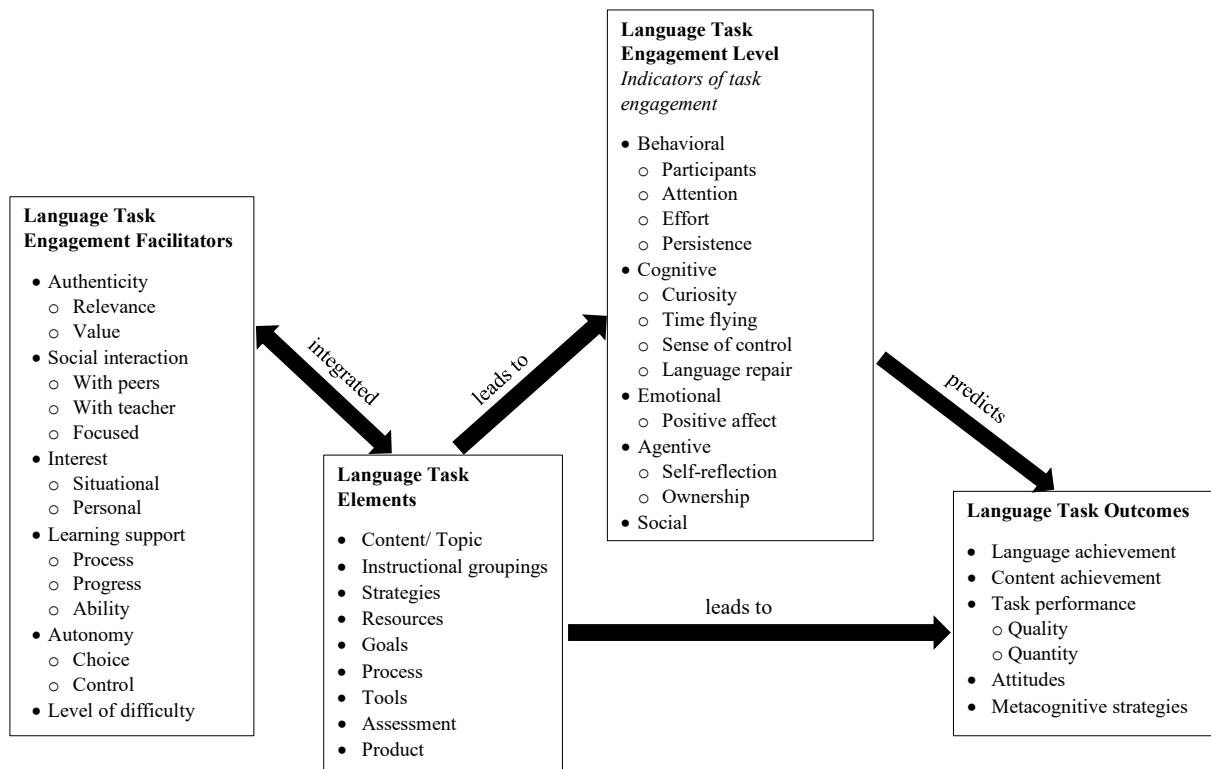 Language Task
Engagement Facilitators
• Authenticity
o Relevance
o Value
• Social interaction
o With peers
o With teacher
o Focused
• Interest
o Situational
o Personal
• Learning support
o Process
o Progress
o Ability
• Autonomy
o Choice
o Control
• Level of difficulty
integrated
Language Task
Elements
• Content/ Topic
• Instructional groupings
• Strategies
• Resources
• Goals
• Process
• Tools
• Assessment
• Product
leads to
Language Task
Engagement Level
Indicators of task
engagement
• Behavioral
o Participants
o Attention
o Effort
o Persistence
• Cognitive
o Curiosity
o Time flying
o Sense of control
o Language repair
• Emotional
o Positive affect
• Agentive
o Self-reflection
o Ownership
• Social
predicts
leads to
Language Task Outcomes
• Language achievement
• Content achievement
• Task performance
o Quality
o Quantity
• Attitudes
• Metacognitive strategies